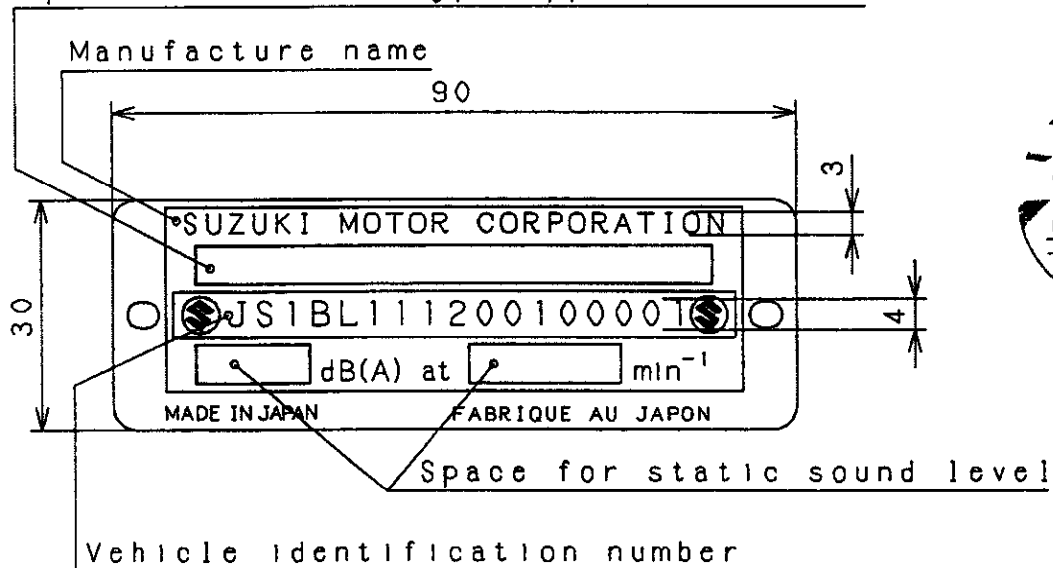 Manufacture name
90
3
SUZUKI MOTOR CORPORATION
30
JS1BL111200100001
4
dB(A) at min⁻¹
MADE IN JAPAN FABRIQUE AU JAPON
Space for static sound level
Vehicle identification number